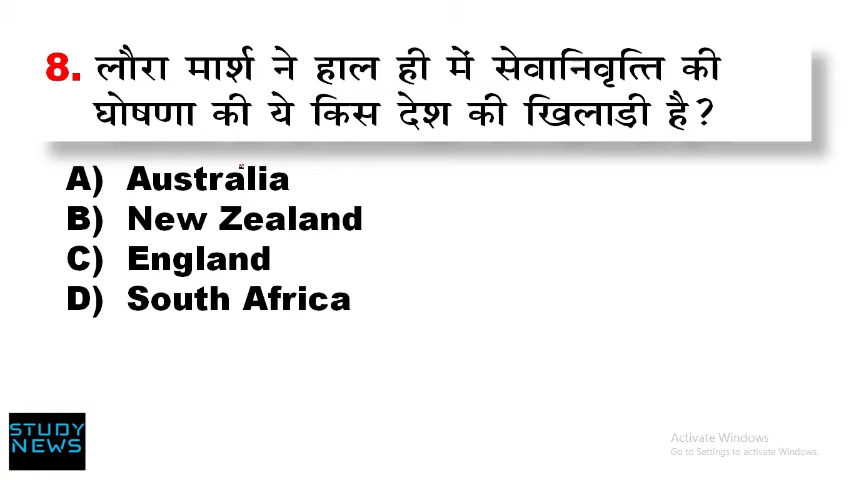 8. लौरा मार्श ने हाल ही में सेवानिवृत्ति की
घोषणा की ये किस देश की खिलाड़ी है?
A) Australia
B) New Zealand
C) England
D) South Africa
STUDY
NEWS
Activate Windows
Go to Settings to activate Windows.